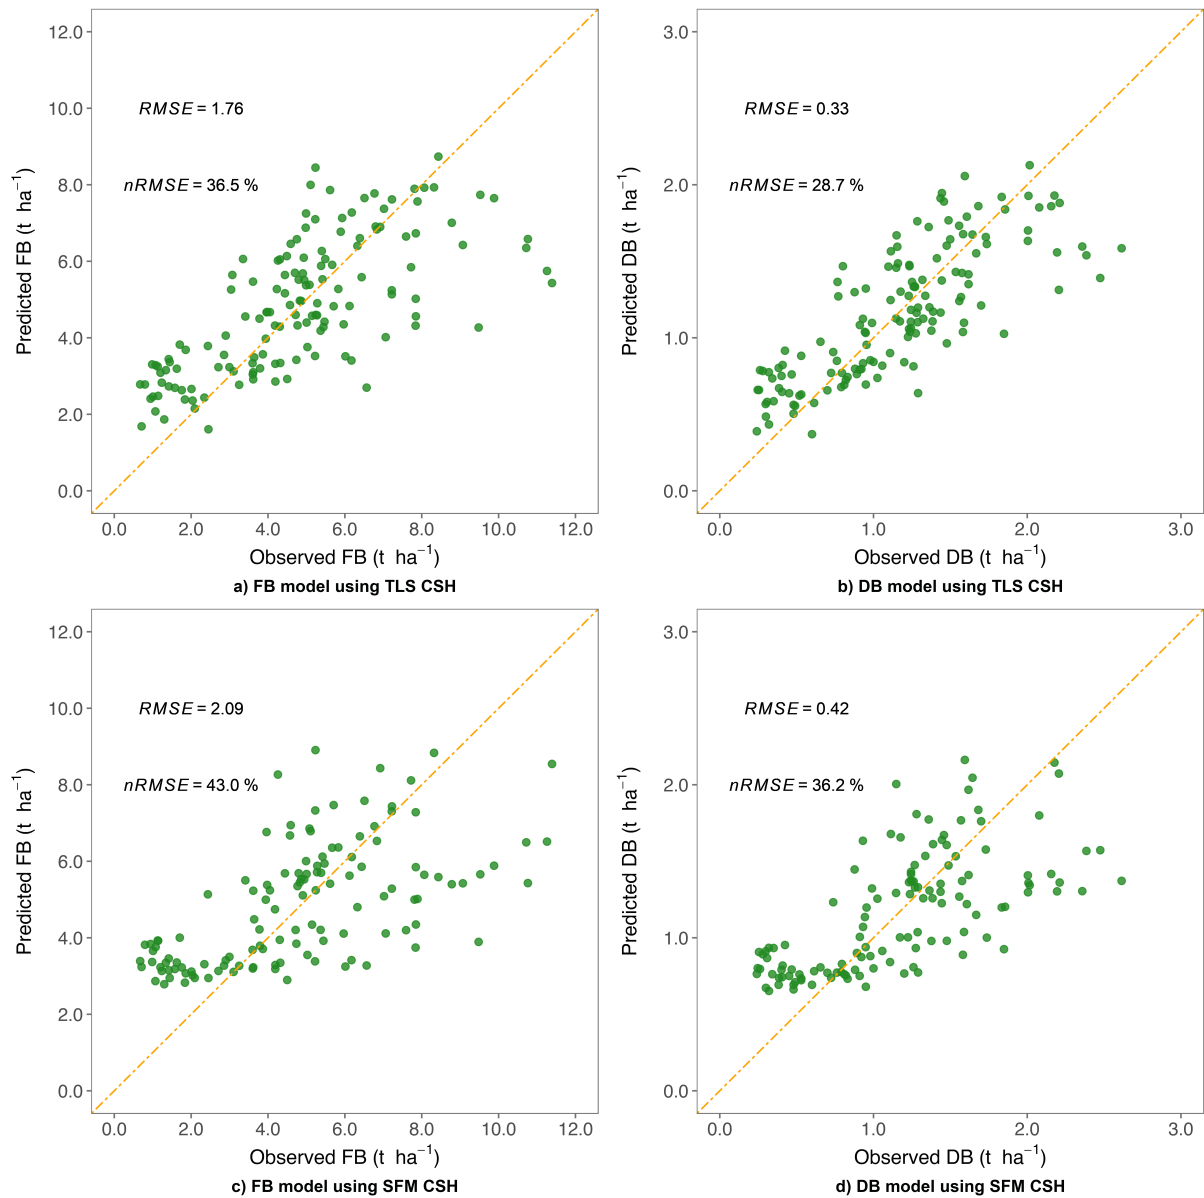 12.0
10.0
8.0
6.0
4.0
2.0
0.0
RMSE = 1.76
nRMSE = 36.5 %
Predicted FB (t ha⁻¹)
0.0 2.0 4.0 6.0 8.0 10.0 12.0
Observed FB (t ha⁻¹)
a) FB model using TLS CSH
3.0
2.0
1.0
0.0
RMSE = 0.33
nRMSE = 28.7 %
Predicted DB (t ha⁻¹)
0.0 1.0 2.0 3.0
Observed DB (t ha⁻¹)
b) DB model using TLS CSH
12.0
10.0
8.0
6.0
4.0
2.0
0.0
RMSE = 2.09
nRMSE = 43.0 %
Predicted FB (t ha⁻¹)
0.0 2.0 4.0 6.0 8.0 10.0 12.0
Observed FB (t ha⁻¹)
c) FB model using SFM CSH
3.0
2.0
1.0
0.0
RMSE = 0.42
nRMSE = 36.2 %
Predicted DB (t ha⁻¹)
0.0 1.0 2.0 3.0
Observed DB (t ha⁻¹)
d) DB model using SFM CSH